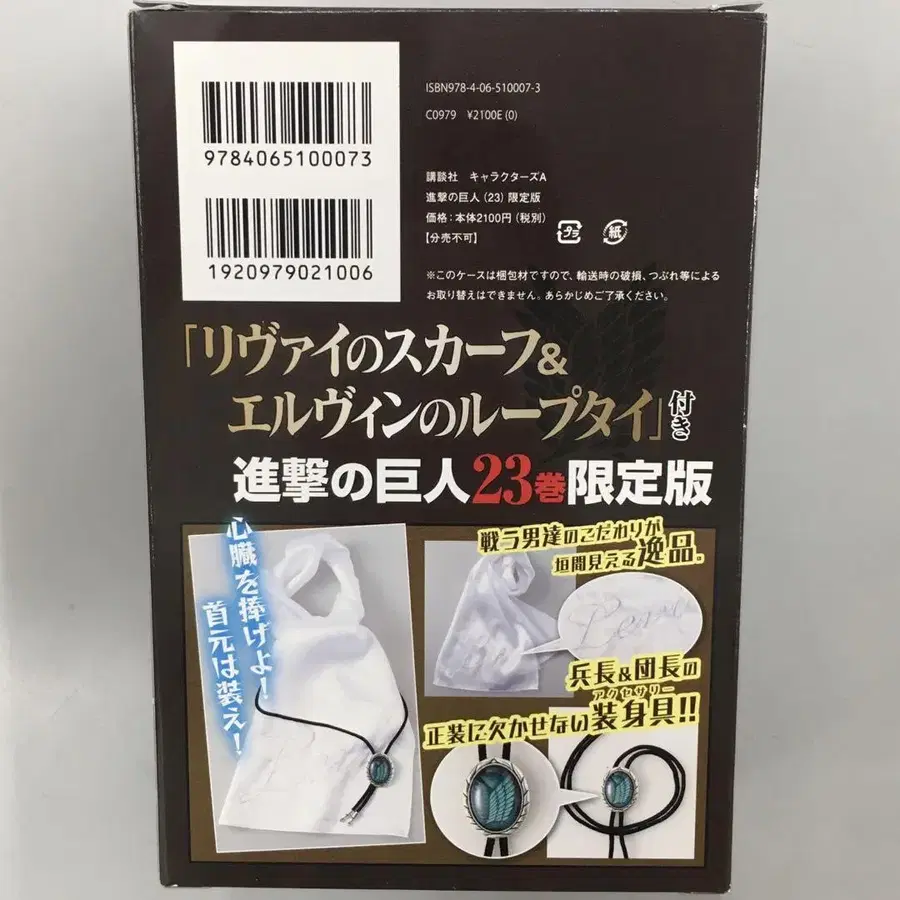 9784065100073
1920979021006
ISBN978-4-06-510007-3
C0979 ¥2100E (0)
講談社 キャラクターズA
進撃の巨人 (23) 限定版
価格:本体2100円 (税別)
【分売不可】
プラ
紙
※このケースは梱包材ですので、輸送時の破損、つぶれ等による
お取り替えはできません。あらかじめご了承ください。
「リヴァイのスカーフ&
エルヴィンのループタイ」付き
進撃の巨人23巻限定版
心臓を捧げよ!
首元は装え!
戦う男達のこだわりが
垣間見える逸品。
兵長&団長の
アクセサリー
正装に欠かせない装身具!!